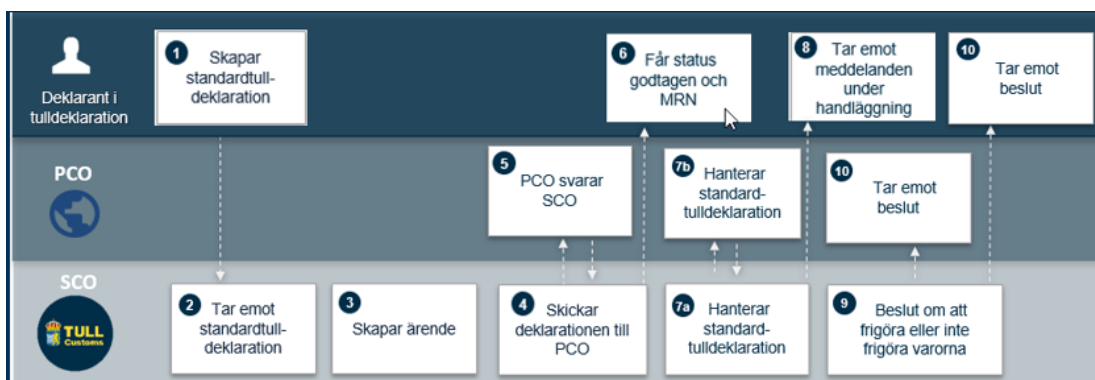 1
Skapar
standardtull-
deklaration
6
Får status
godtagen och
MRN
8
Tar emot
meddelanden
under
handläggning
10
Tar emot
beslut
Deklarant i
tulldeklaration
PCO
5
PCO svarar
SCO
7b
Hanterar
standard-
tulldeklaration
10
Tar emot
beslut
SCO
TULL
Customs
2
Tar emot
standardtull-
deklaration
3
Skapar ärende
4
Skickar
deklarationen till
PCO
7a
Hanterar
standard-
tulldeklaration
9
Beslut om att
frigöra eller inte
frigöra varorna